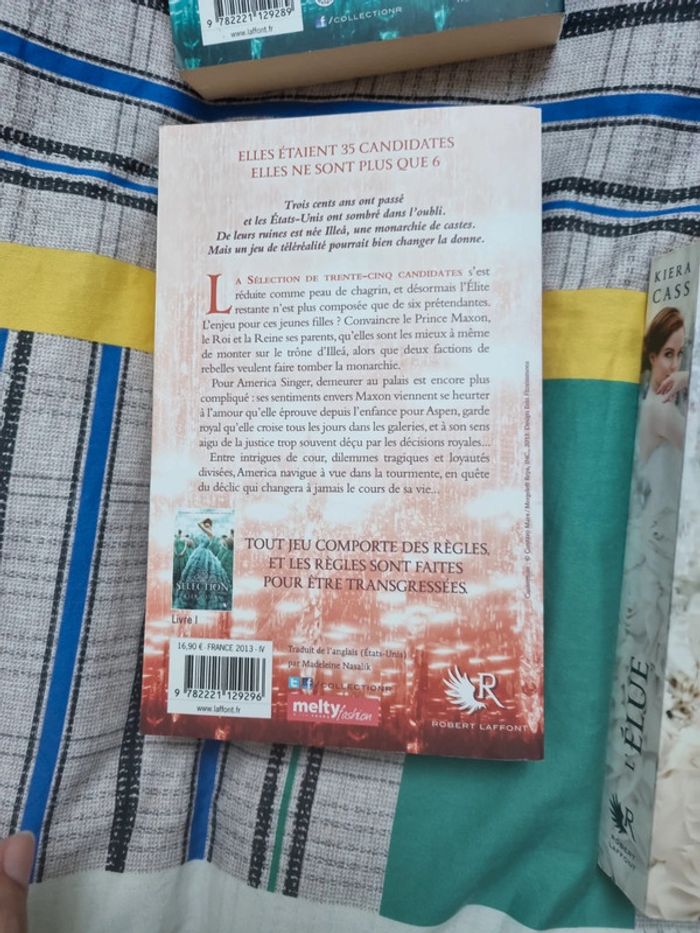 9 782221 129289
www.laffont.fr
/COLLECTIONR
ELLES ÉTAIENT 35 CANDIDATES
ELLES NE SONT PLUS QUE 6
Trois cents ans ont passé
et les États-Unis ont sombré dans l'oubli.
De leurs ruines est née Illeá, une monarchie de castes.
Mais un jeu de téléréalité pourrait bien changer la donne.
LA SÉLECTION DE TRENTE-CINQ CANDIDATES s'est
réduite comme peau de chagrin, et désormais l'Élite
restante n'est plus composée que de six prétendantes.
L'enjeu pour ces jeunes filles ? Convaincre le Prince Maxon,
le Roi et la Reine ses parents, qu'elles sont les mieux à même
de monter sur le trône d'Illeá, alors que deux factions de
rebelles veulent faire tomber la monarchie.
Pour America Singer, demeurer au palais est encore plus
compliqué : ses sentiments envers Maxon viennent se heurter
à l'amour qu'elle éprouve depuis l'enfance pour Aspen, garde
royal qu'elle croise tous les jours dans les galeries, et à son sens
aigu de la justice trop souvent déçu par les décisions royales...
Entre intrigues de cour, dilemmes tragiques et loyautés
divisées, America navigue à vue dans la tourmente, en quête
du déclic qui changera à jamais le cours de sa vie...
SÉLECTION
TOUT JEU COMPORTE DES RÈGLES,
ET LES RÈGLES SONT FAITES
POUR ÊTRE TRANSGRESSÉES.
Livre I
16,90 € - FRANCE 2013 - IV
9 782221 129296
www.laffont.fr
Traduit de l'anglais (États-Unis)
par Madeleine Nasalik
/COLLECTIONR
melty
fashion
R
ROBERT LAFFONT
KIERA
CASS
L'ÉLUE
R
ROBERT
LAFFONT